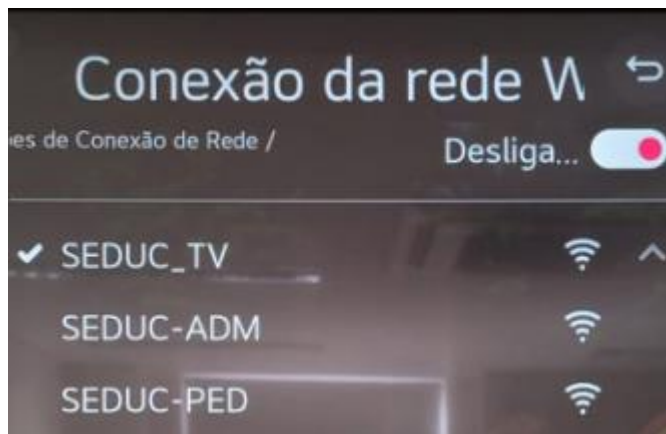 Conexão da rede W
es de Conexão de Rede /
Desliga...
SEDUC_TV
SEDUC-ADM
SEDUC-PED